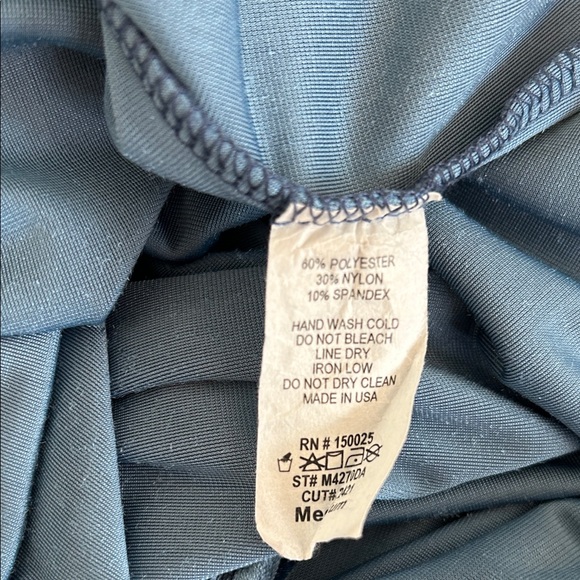 60% POLYESTER
30% NYLON
10% SPANDEX
HAND WASH COLD
DO NOT BLEACH
LINE DRY
IRON LOW
DO NOT DRY CLEAN
MADE IN USA
RN # 150025
ST# M4270DA
CUT#